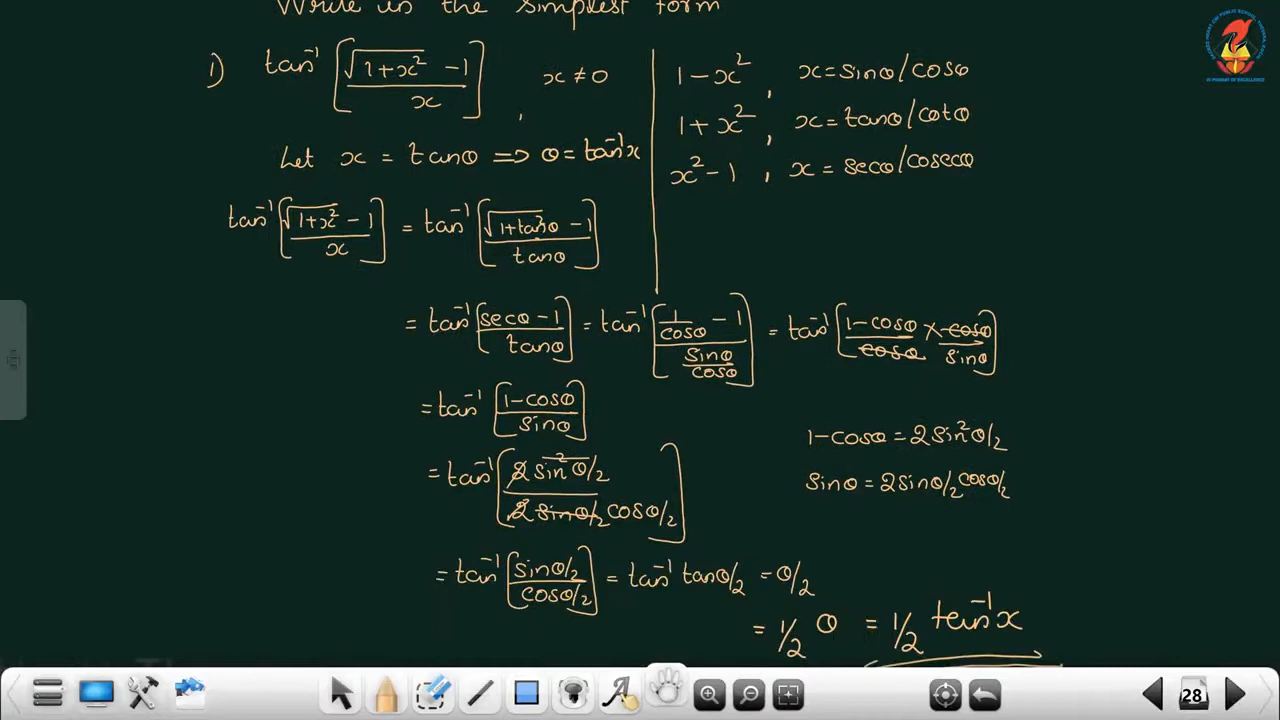 Write in the simplest form
1) tan⁻¹[(√(1+x²) −1)/x], x≠0
Let x = tanθ ⇒ θ = tan⁻¹x
1−x², x=sinθ/cosθ
1+x², x=tanθ/cotθ
x²−1, x=secθ/cosecθ
tan⁻¹[(√(1+x²) −1)/x] = tan⁻¹[(√(1+tan²θ) −1)/tanθ]
= tan⁻¹[(secθ −1)/tanθ] = tan⁻¹[(1/cosθ −1)/(sinθ/cosθ)] = tan⁻¹[(1−cosθ)/cosθ × cosθ/sinθ]
= tan⁻¹[(1−cosθ)/sinθ]
1−cosθ = 2sin²θ/2
= tan⁻¹[(2sin²θ/2)/(2sinθ/2 cosθ/2)]
sinθ = 2sinθ/2 cosθ/2
= tan⁻¹[(sinθ/2)/(cosθ/2)] = tan⁻¹ tanθ/2 = θ/2
= 1/2 θ = 1/2 tan⁻¹x
28